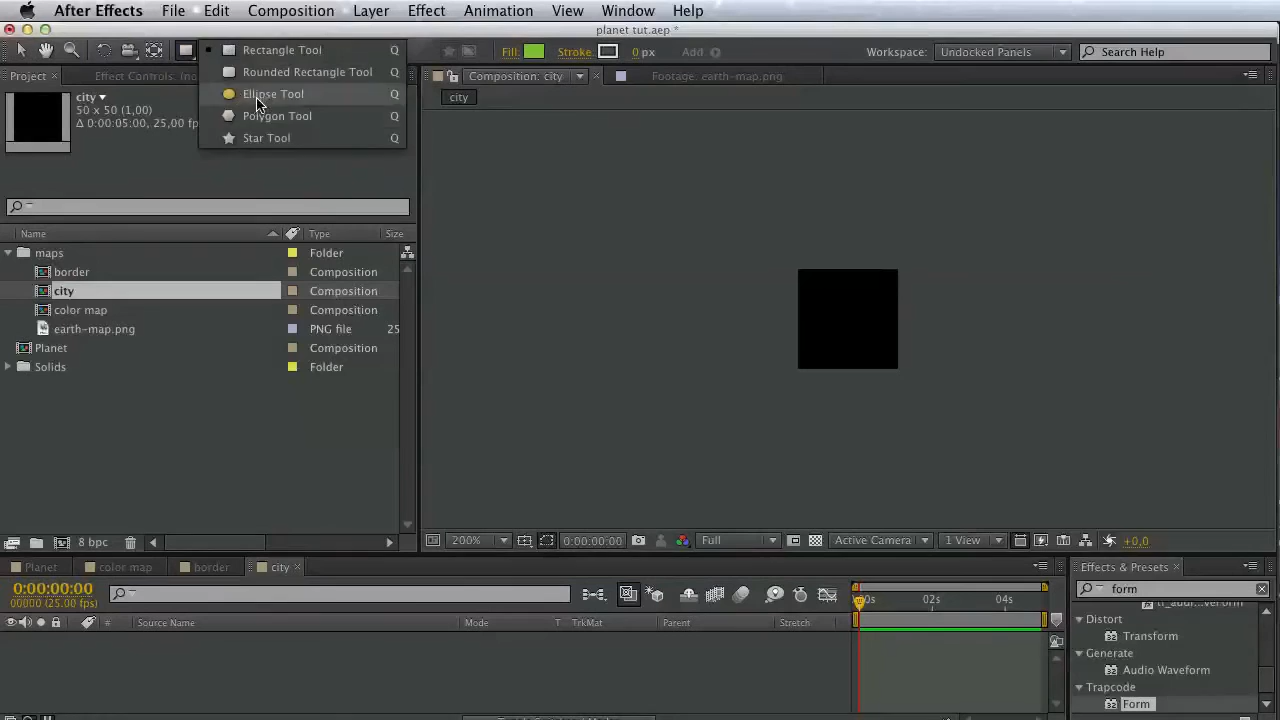 After Effects File Edit Composition Layer Effect Animation View Window Help
planet tut.aep *
Fill: Stroke: 0 px Add Workspace: Undocked Panels Search Help
Rectangle Tool Q
Rounded Rectangle Tool Q
Ellipse Tool Q
Polygon Tool Q
Star Tool Q
Project × Effect Controls: (no
Composition: city Footage: earth-map.png
city
50 x 50 (1,00)
Δ 0:00:05:00, 25,00 fp
city
Name Type Size
maps Folder
border Composition
city Composition
color map Composition
earth-map.png PNG file 25
Planet Composition
Solids Folder
8 bpc 200% 0:00:00:00 Full Active Camera 1 View +0,0
Planet color map border city × Effects & Presets ×
0:00:00:00
00000 (25.00 fps)
form
02s 04s
# Source Name Mode T TrkMat Parent Stretch
Distort
Transform
Generate
Audio Waveform
Trapcode
Form